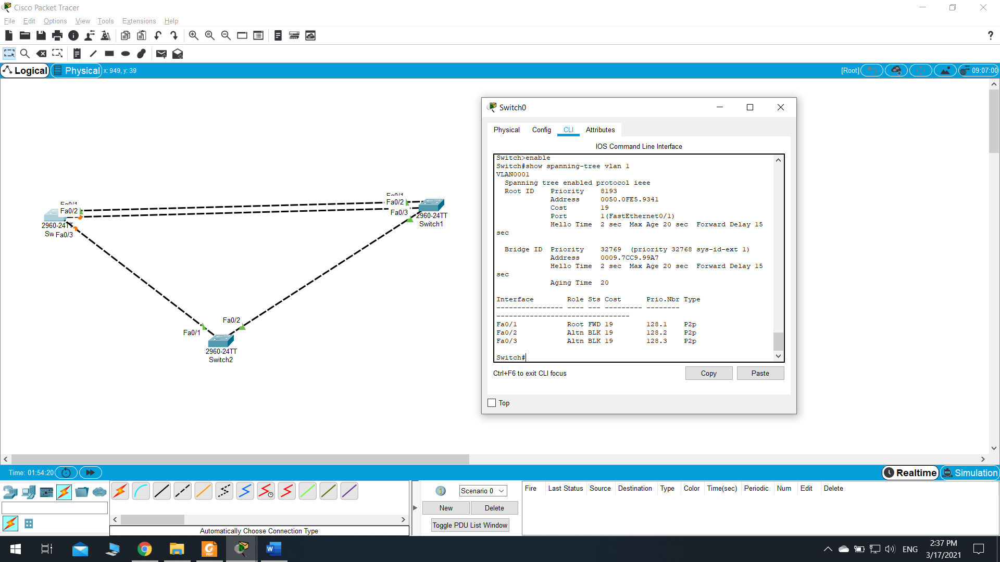 Cisco Packet Tracer
File Edit Options View Tools Extensions Help
?
Logical Physical x: 949, y: 39
[Root] 09:07:00
Fa0/1
Fa0/2
2960-24TT
Sw Fa0/3
Fa0/1
Fa0/2
Fa0/3
2960-24TT
Switch1
Fa0/2
Fa0/1
2960-24TT
Switch2
Switch0
Physical Config CLI Attributes
IOS Command Line Interface
Switch>enable
Switch#show spanning-tree vlan 1
VLAN0001
Spanning tree enabled protocol ieee
Root ID Priority 8193
Address 0050.0FE5.9341
Cost 19
Port 1(FastEthernet0/1)
Hello Time 2 sec Max Age 20 sec Forward Delay 15
sec
Bridge ID Priority 32769 (priority 32768 sys-id-ext 1)
Address 0009.7CC9.99A7
Hello Time 2 sec Max Age 20 sec Forward Delay 15
sec
Aging Time 20
Interface Role Sts Cost Prio.Nbr Type
---------------- ---- --- --------- --------
--------------------------------
Fa0/1 Root FWD 19 128.1 P2p
Fa0/2 Altn BLK 19 128.2 P2p
Fa0/3 Altn BLK 19 128.3 P2p
Switch#
Ctrl+F6 to exit CLI focus
Copy Paste
Top
Time: 01:54:20
Realtime Simulation
Scenario 0
New Delete
Toggle PDU List Window
Fire Last Status Source Destination Type Color Time(sec) Periodic Num Edit Delete
Automatically Choose Connection Type
ENG
2:37 PM
3/17/2021